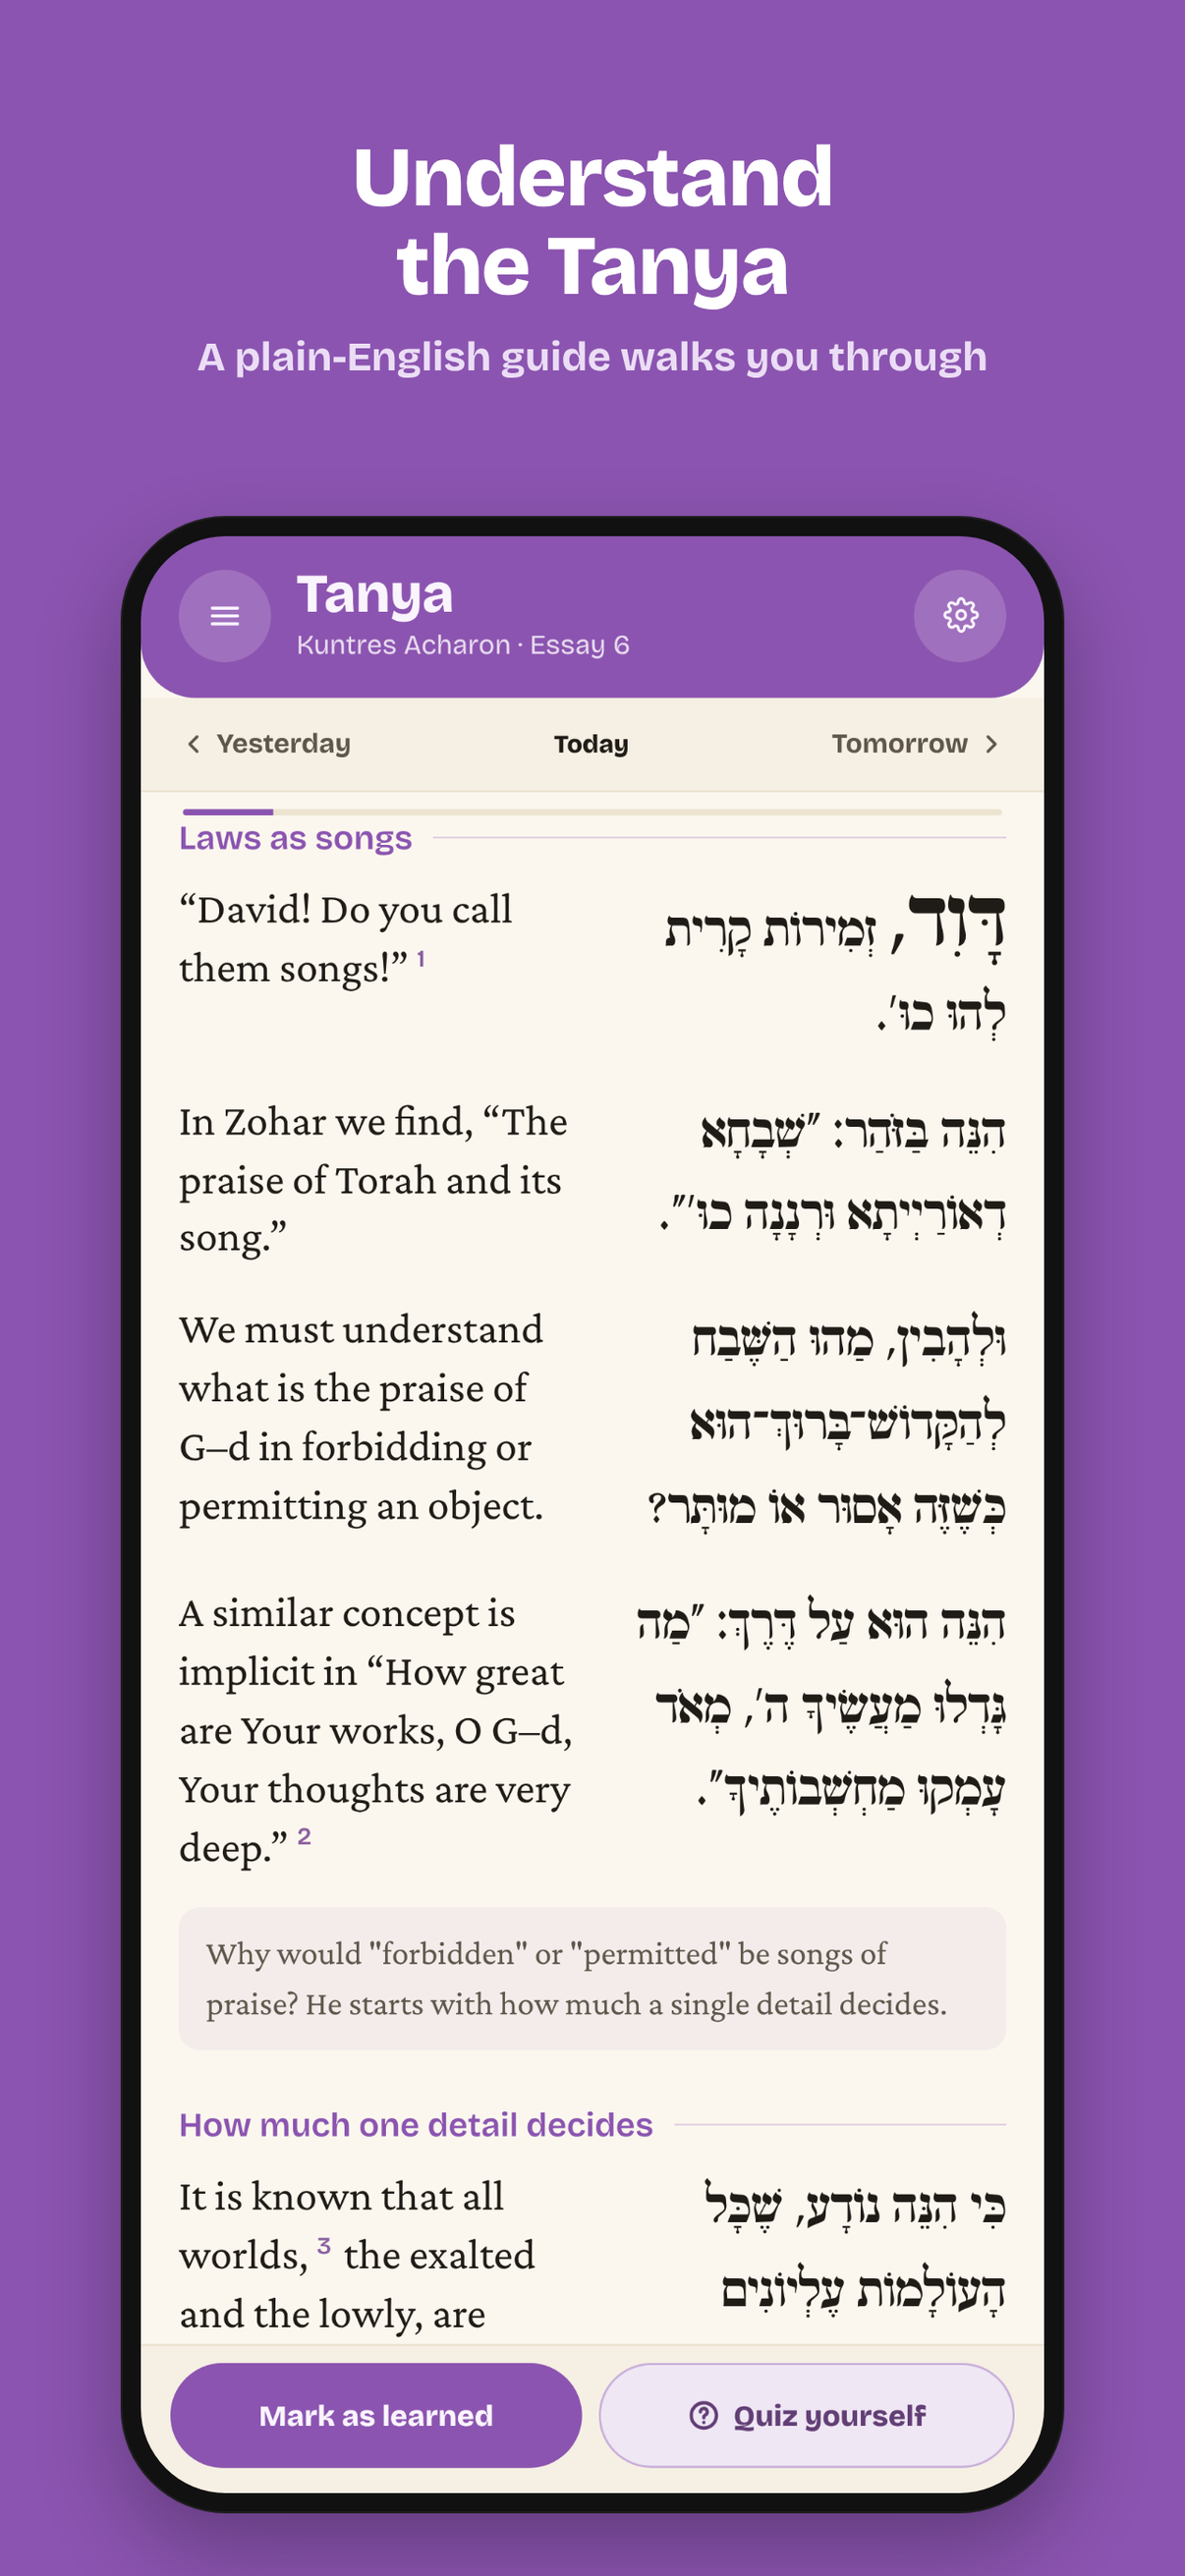 Understand
the Tanya
A plain-English guide walks you through
Tanya
Kuntres Acharon · Essay 6
Yesterday
Today
Tomorrow
Laws as songs
“David! Do you call
them songs!” 1
דָּוִד, זְמִירוֹת קָרִית
לְהוּ כוּ׳.
In Zohar we find, “The
praise of Torah and its
song.”
הִנֵּה בַּזֹּהַר: ״שְׁבָחָא
דְאוֹרַיְיתָא וּרְנָנָה כוּ׳״.
We must understand
what is the praise of
G–d in forbidding or
permitting an object.
וּלְהָבִין, מַהוּ הַשֶּׁבַח
לְהַקָּדוֹשׁ־בָּרוּךְ־הוּא
כְּשֶׁזֶּה אָסוּר אוֹ מוּתָּר?
A similar concept is
implicit in “How great
are Your works, O G–d,
Your thoughts are very
deep.” 2
הִנֵּה הוּא עַל דֶּרֶךְ: ״מַה
גָּדְלוּ מַעֲשֶׂיךָ ה׳, מְאֹד
עָמְקוּ מַחְשְׁבוֹתֶיךָ״.
Why would "forbidden" or "permitted" be songs of
praise? He starts with how much a single detail decides.
How much one detail decides
It is known that all
worlds, 3 the exalted
and the lowly, are
כִּי הִנֵּה נוֹדָע, שֶׁכָּל
הָעוֹלָמוֹת עֶלְיוֹנִים
Mark as learned
Quiz yourself